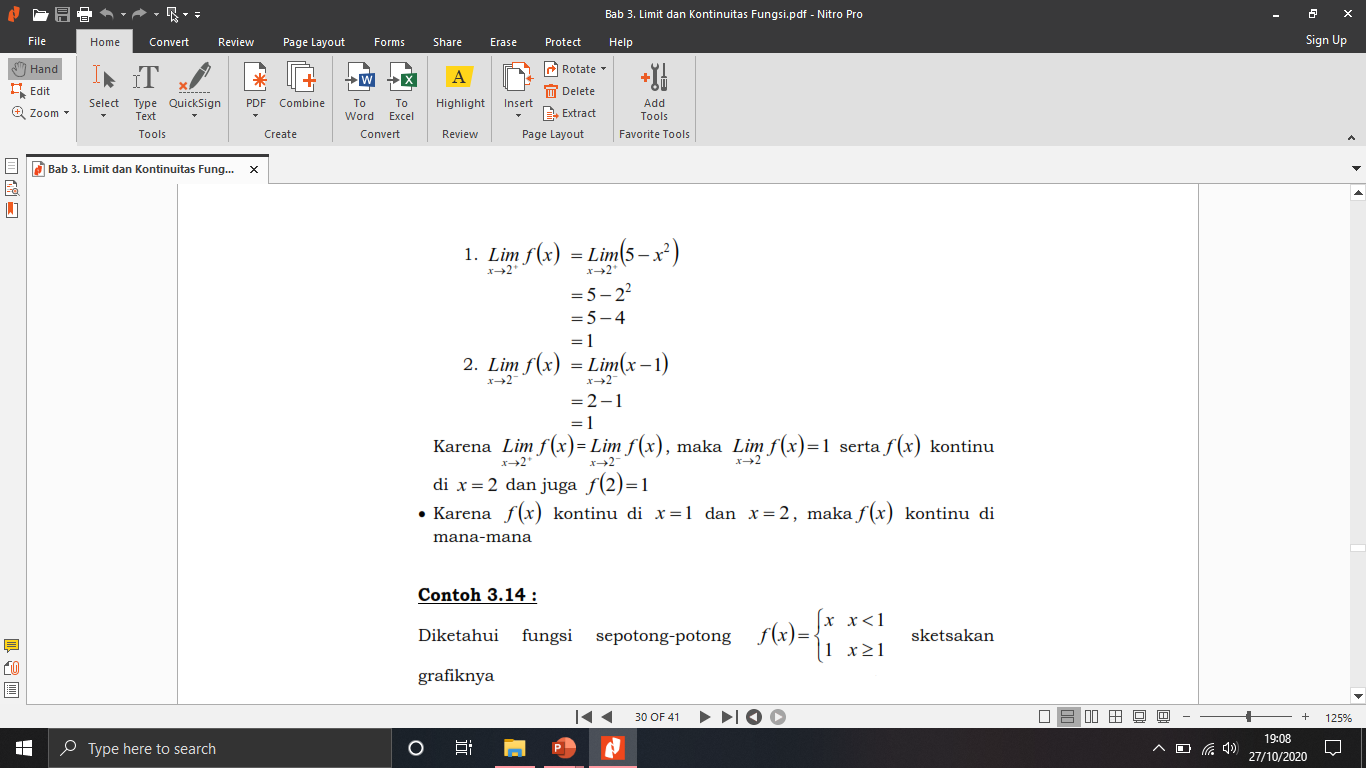 Bab 3. Limit dan Kontinuitas Fungsi.pdf - Nitro Pro
File Home Convert Review Page Layout Forms Share Erase Protect Help Sign Up
Hand
Edit
Zoom
Select
Type Text
QuickSign
Tools
PDF
Combine
Create
To Word
To Excel
Convert
Highlight
Review
Insert
Rotate
Delete
Extract
Page Layout
Add Tools
Favorite Tools
Bab 3. Limit dan Kontinuitas Fung...
1. Lim x→2⁺ f(x) = Lim x→2⁺ (5 − x²)
= 5 − 2²
= 5 − 4
= 1
2. Lim x→2⁻ f(x) = Lim x→2⁻ (x − 1)
= 2 − 1
= 1
Karena Lim x→2⁺ f(x) = Lim x→2⁻ f(x), maka Lim x→2 f(x) = 1 serta f(x) kontinu
di x = 2 dan juga f(2) = 1
• Karena f(x) kontinu di x = 1 dan x = 2, maka f(x) kontinu di
mana-mana
Contoh 3.14 :
Diketahui fungsi sepotong-potong f(x) = { x x < 1 1 x ≥ 1 sketsakan
grafiknya
30 OF 41
125%
Type here to search
19:08
27/10/2020